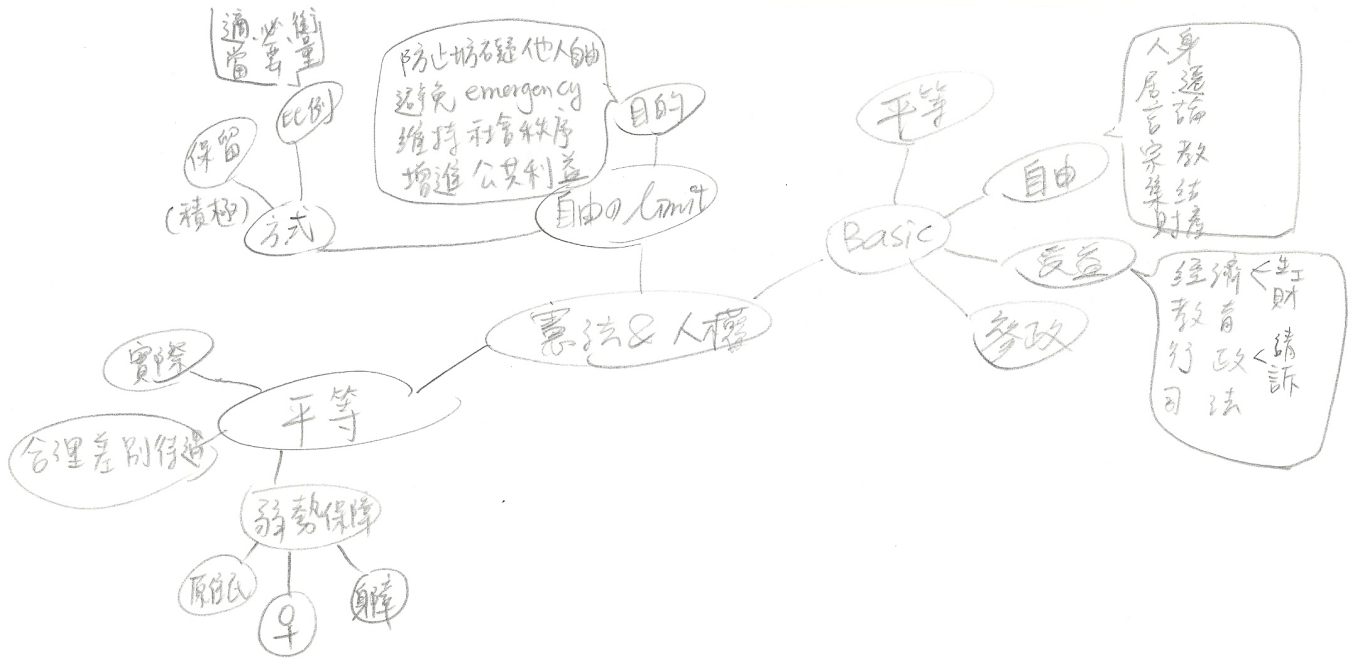 適當、必要、衡量
比例
保留
(積極)
方式
防止妨礙他人自由
避免 emergency
維持社會秩序
增進公共利益
目的
自由の limit
憲法 & 人權
Basic
平等
自由
人身
居遷
言論
宗教
集結
財產
受益
經濟 < 生工財
教育
行政 < 請訴
司法
參政
平等
實際
合理差別待遇
弱勢保障
原住民
♀
身障